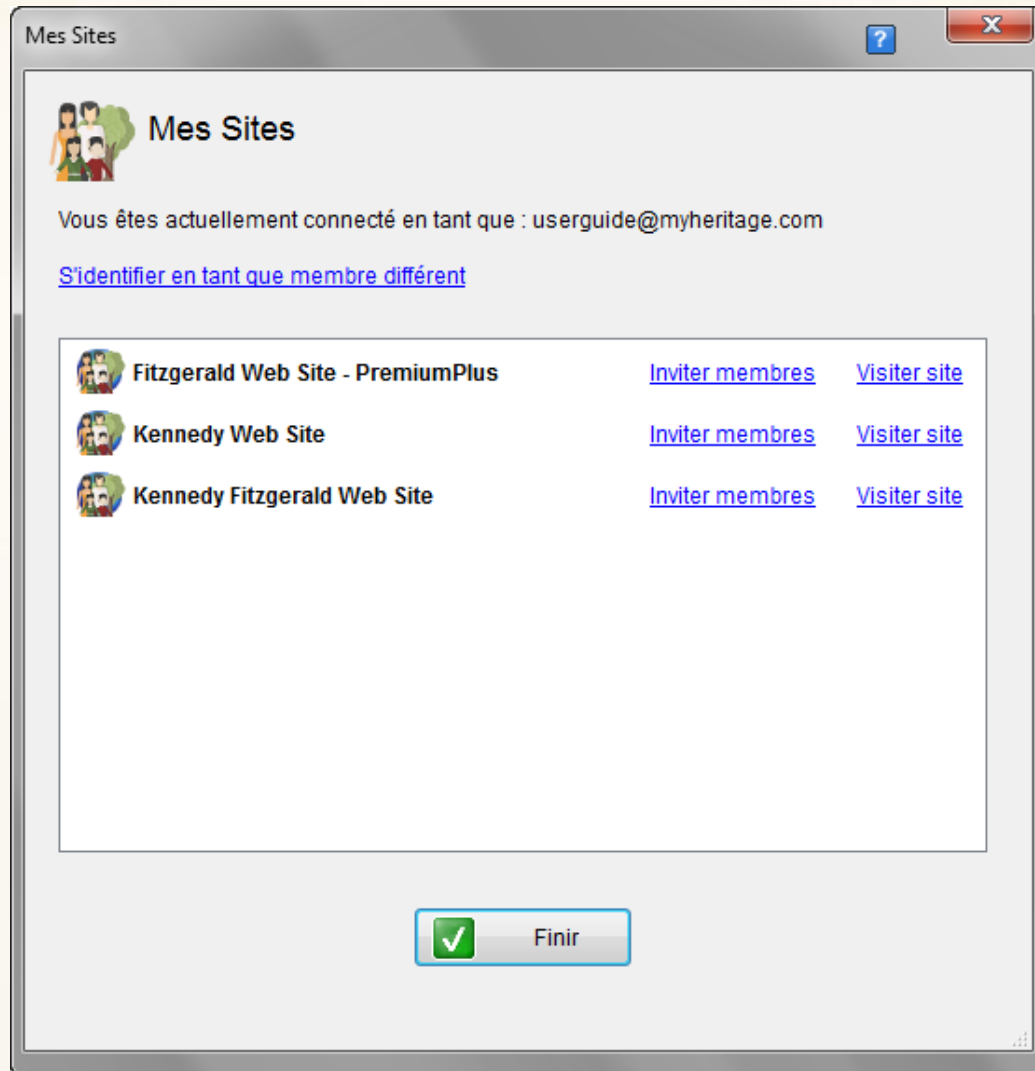 Mes Sites
Mes Sites
Vous êtes actuellement connecté en tant que : userguide@myheritage.com
S'identifier en tant que membre différent
Fitzgerald Web Site - PremiumPlus Inviter membres Visiter site
Kennedy Web Site Inviter membres Visiter site
Kennedy Fitzgerald Web Site Inviter membres Visiter site
Finir